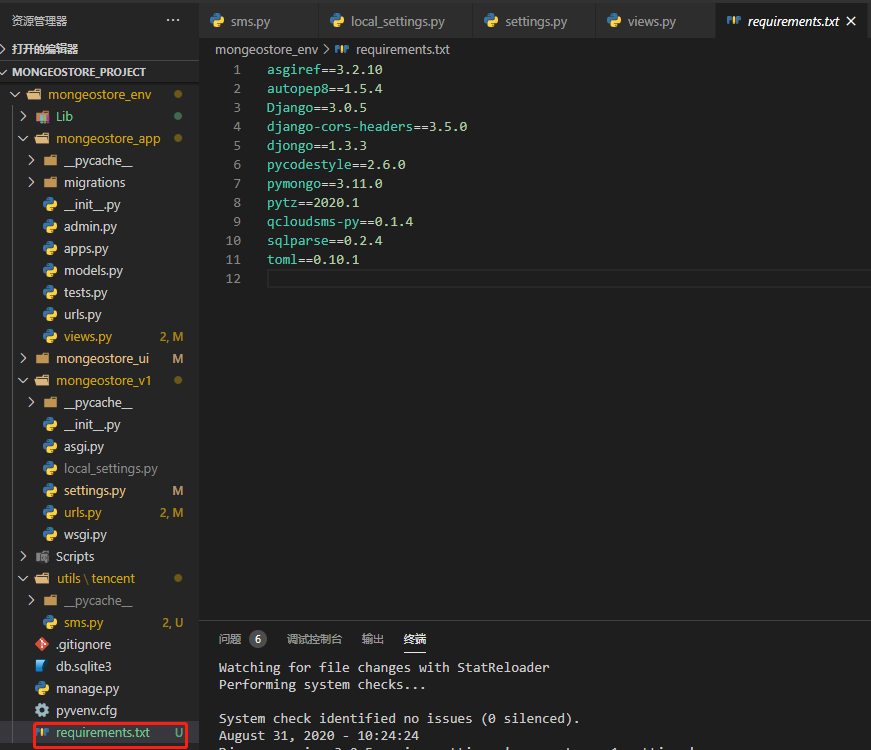 资源管理器 ···
打开的编辑器
MONGEOSTORE_PROJECT
mongeostore_env
Lib
mongeostore_app
__pycache__
migrations
__init__.py
admin.py
apps.py
models.py
tests.py
urls.py
views.py 2, M
mongeostore_ui M
mongeostore_v1
__pycache__
__init__.py
asgi.py
local_settings.py
settings.py M
urls.py 2, M
wsgi.py
Scripts
utils \ tencent
__pycache__
sms.py 2, U
.gitignore
db.sqlite3
manage.py
pyvenv.cfg
requirements.txt U
sms.py local_settings.py settings.py views.py requirements.txt
mongeostore_env > requirements.txt
1 asgiref==3.2.10
2 autopep8==1.5.4
3 Django==3.0.5
4 django-cors-headers==3.5.0
5 djongo==1.3.3
6 pycodestyle==2.6.0
7 pymongo==3.11.0
8 pytz==2020.1
9 qcloudsms-py==0.1.4
10 sqlparse==0.2.4
11 toml==0.10.1
12
问题 6 调试控制台 输出 终端
Watching for file changes with StatReloader
Performing system checks...
System check identified no issues (0 silenced).
August 31, 2020 - 10:24:24